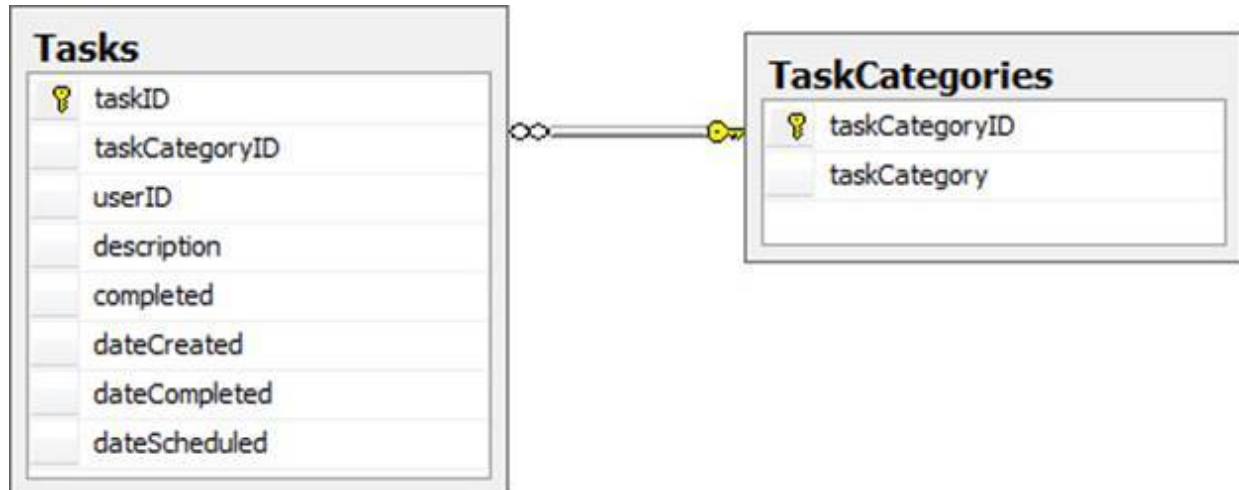 Tasks
taskID
taskCategoryID
userID
description
completed
dateCreated
dateCompleted
dateScheduled
TaskCategories
taskCategoryID
taskCategory